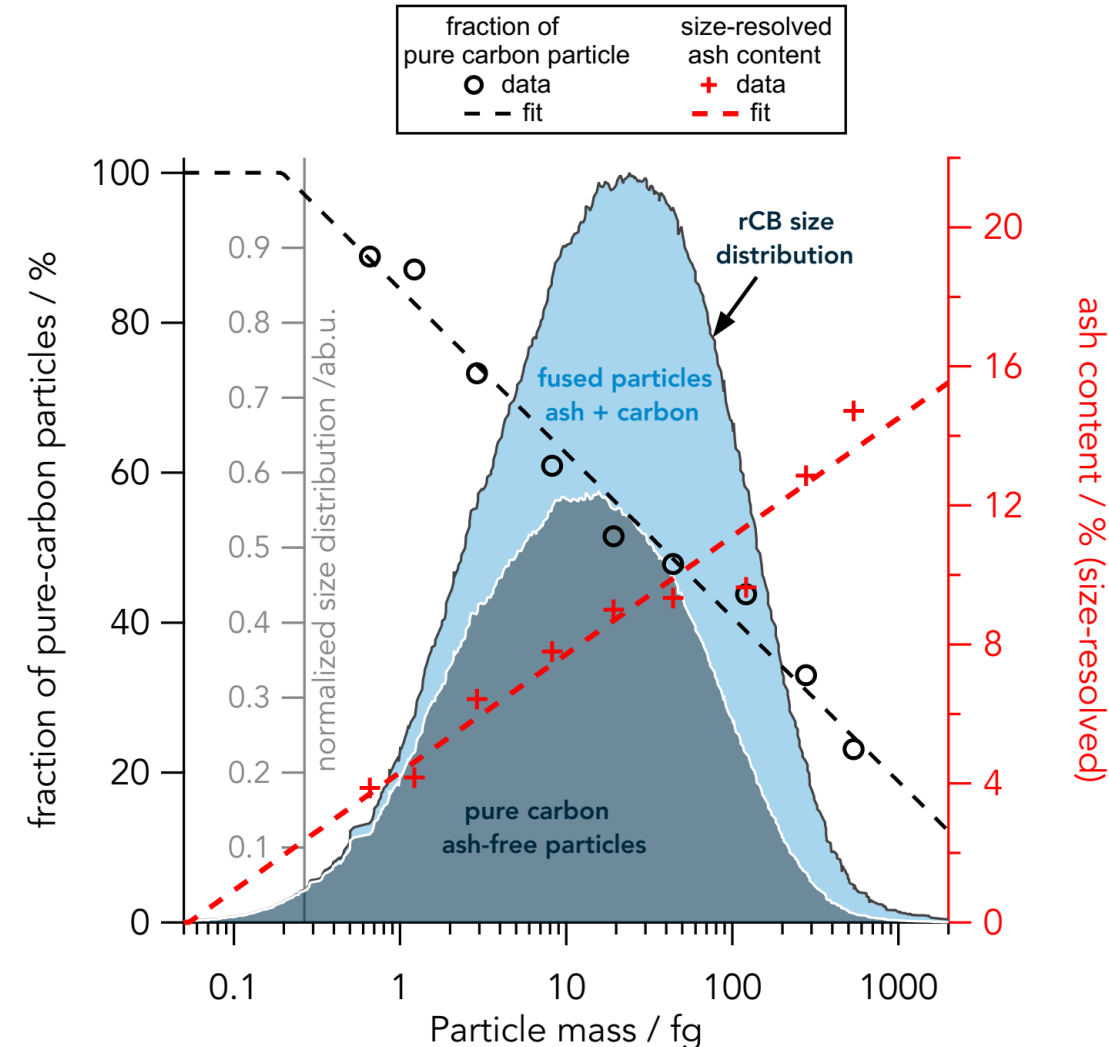 fraction of
pure carbon particle
data
fit
size-resolved
ash content
data
fit
fraction of pure-carbon particles / %
100
80
60
40
20
0
0.9
0.8
0.7
0.6
0.5
0.4
0.3
0.2
0.1
normalized size distribution /ab.u.
rCB size
distribution
fused particles
ash + carbon
pure carbon
ash-free particles
20
16
12
8
4
0
ash content / % (size-resolved)
0.1
1
10
100
1000
Particle mass / fg